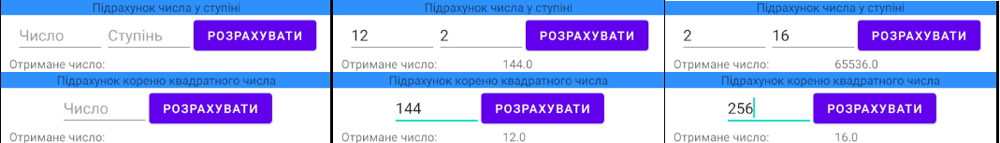 Підрахунок числа у ступіні
Число Ступінь РОЗРАХУВАТИ
Отримане число:
Підрахунок кореню квадратного числа
Число РОЗРАХУВАТИ
Отримане число:
Підрахунок числа у ступіні
12 2 РОЗРАХУВАТИ
Отримане число: 144.0
Підрахунок кореню квадратного числа
144 РОЗРАХУВАТИ
Отримане число: 12.0
Підрахунок числа у ступіні
2 16 РОЗРАХУВАТИ
Отримане число: 65536.0
Підрахунок кореню квадратного числа
256 РОЗРАХУВАТИ
Отримане число: 16.0